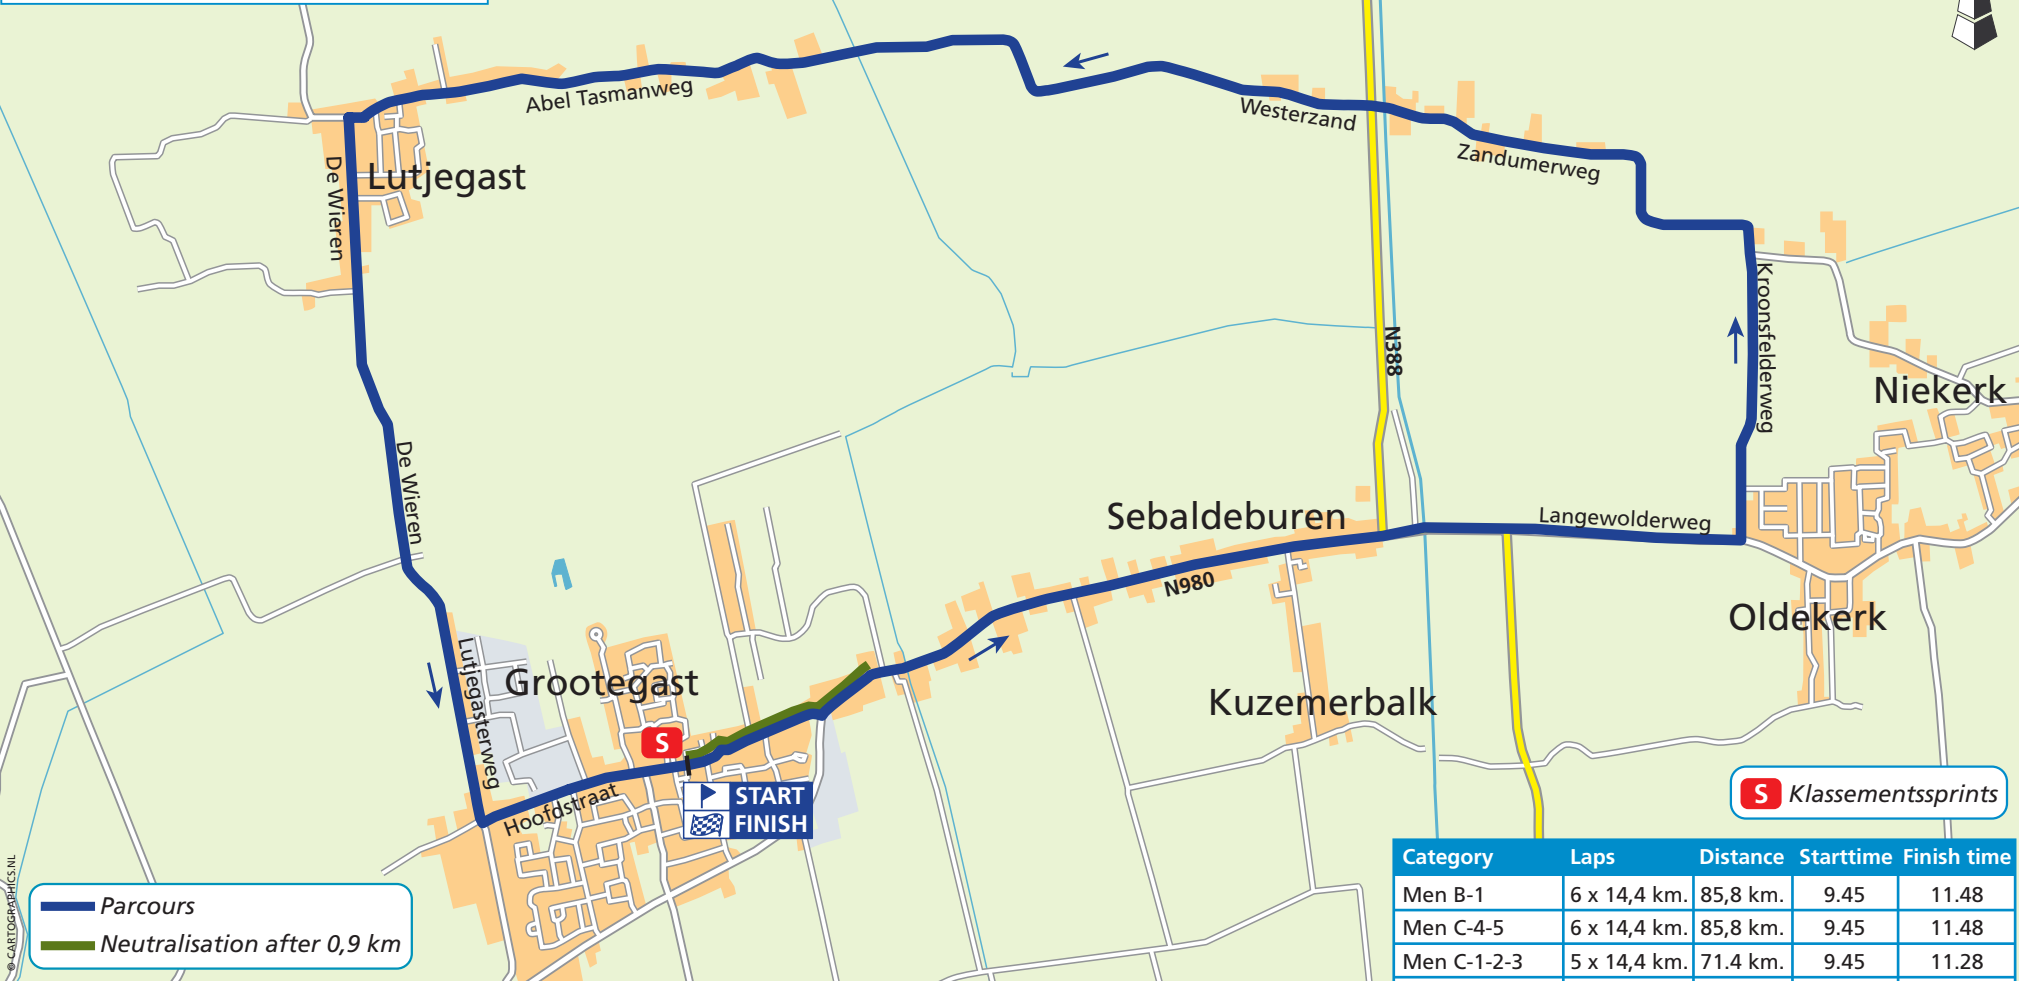 Abel Tasmanweg
Westerzand
Zandumerweg
De Wieren
Lutjegast
Kroonsfelderweg
N388
Niekerk
De Wieren
Sebaldeburen
Langewolderweg
N980
Oldekerk
Lutjegasterweg
Grootegast
Kuzemerbalk
S
START
FINISH
Hoofdstraat
S Klassementssprints
Parcours
Neutralisation after 0,9 km
© CARTOGRAPHICS.NL
Category Laps Distance Starttime Finish time
Men B-1 6 x 14,4 km. 85,8 km. 9.45 11.48
Men C-4-5 6 x 14,4 km. 85,8 km. 9.45 11.48
Men C-1-2-3 5 x 14,4 km. 71.4 km. 9.45 11.28